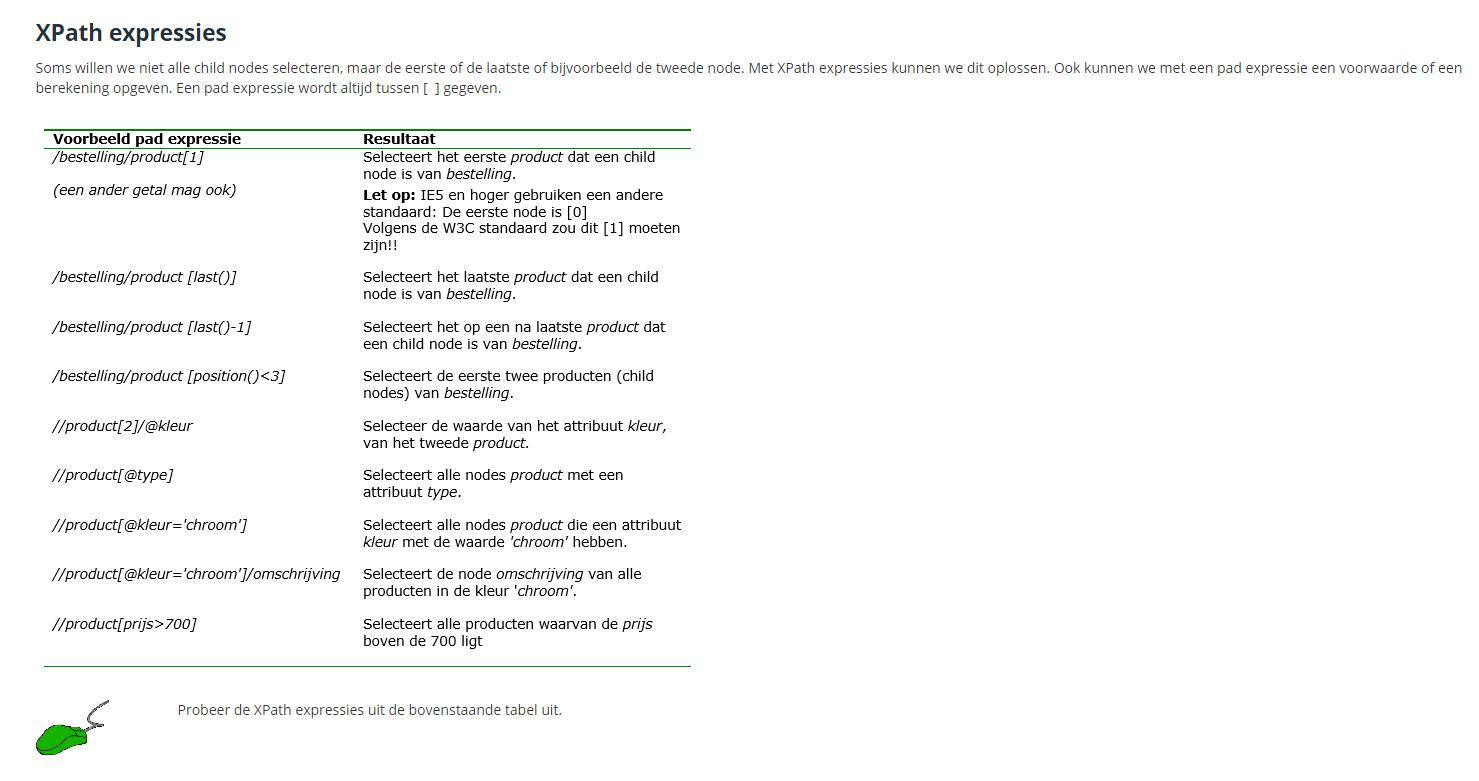 XPath expressies
Soms willen we niet alle child nodes selecteren, maar de eerste of de laatste of bijvoorbeeld de tweede node. Met XPath expressies kunnen we dit oplossen. Ook kunnen we met een pad expressie een voorwaarde of een
berekening opgeven. Een pad expressie wordt altijd tussen [  ] gegeven.
Voorbeeld pad expressie Resultaat
/bestelling/product[1] Selecteert het eerste product dat een child
node is van bestelling.
(een ander getal mag ook)
Let op: IE5 en hoger gebruiken een andere
standaard: De eerste node is [0]
Volgens de W3C standaard zou dit [1] moeten
zijn!!
/bestelling/product [last()] Selecteert het laatste product dat een child
node is van bestelling.
/bestelling/product [last()-1] Selecteert het op een na laatste product dat
een child node is van bestelling.
/bestelling/product [position()<3] Selecteert de eerste twee producten (child
nodes) van bestelling.
//product[2]/@kleur Selecteer de waarde van het attribuut kleur,
van het tweede product.
//product[@type] Selecteert alle nodes product met een
attribuut type.
//product[@kleur='chroom'] Selecteert alle nodes product die een attribuut
kleur met de waarde 'chroom' hebben.
//product[@kleur='chroom']/omschrijving Selecteert de node omschrijving van alle
producten in de kleur 'chroom'.
//product[prijs>700] Selecteert alle producten waarvan de prijs
boven de 700 ligt
Probeer de XPath expressies uit de bovenstaande tabel uit.